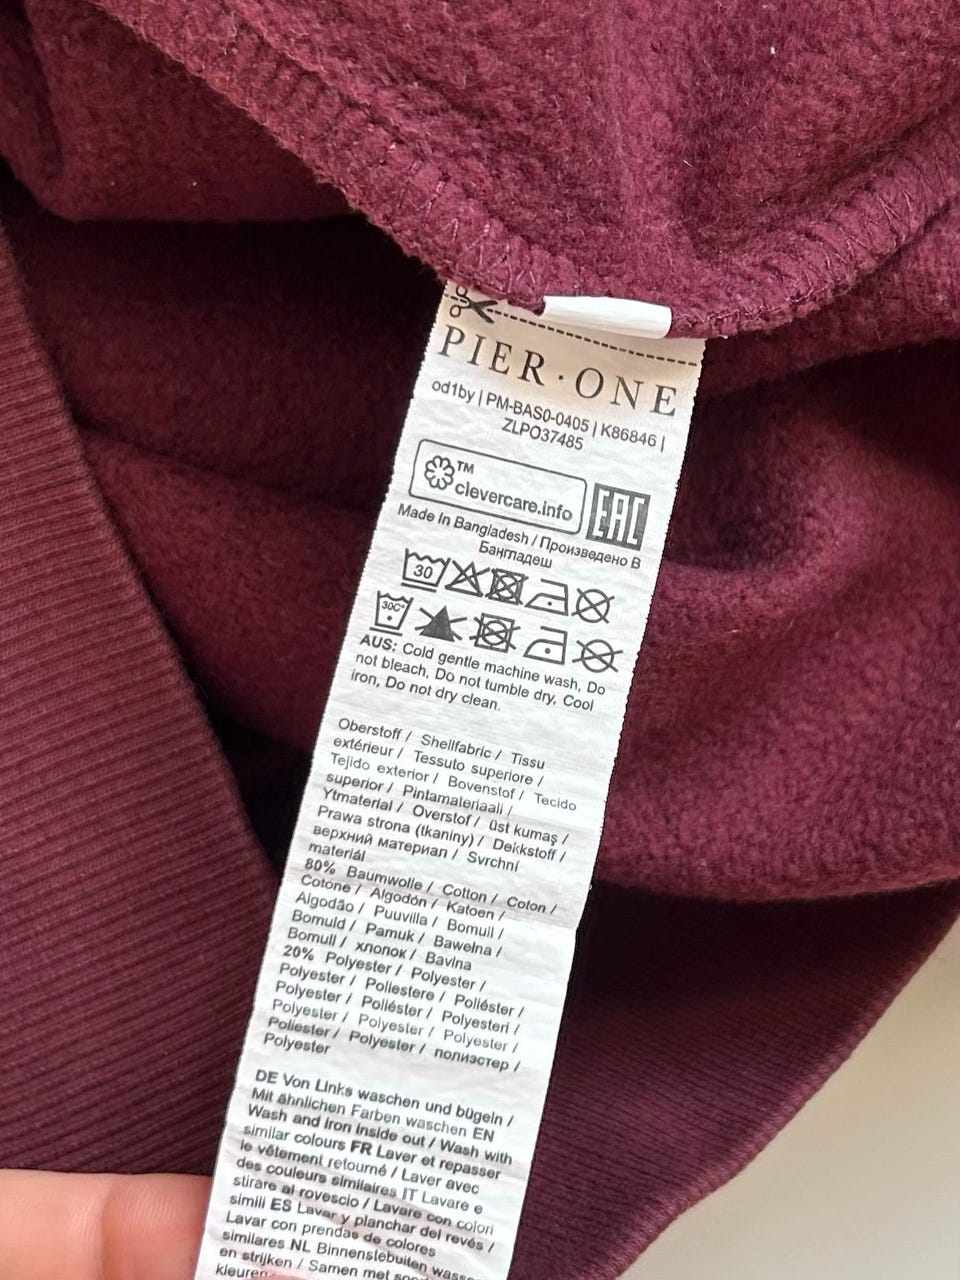 PIER · ONE
od1by | PM-BAS0-0405 | K86846 |
ZLPO37485
TM
clevercare.info
EAC
Made In Bangladesh / Произведено В
Бангладеш
30
30C°
AUS: Cold gentle machine wash, Do
not bleach, Do not tumble dry, Cool
iron, Do not dry clean.
Oberstoff / Shellfabric / Tissu
extérieur / Tessuto superiore /
Tejido exterior / Bovenstof / Tecido
superior / Pintamateriaali /
Ytmaterial / Overstof / üst kumaş /
Prawa strona (tkaniny) / Dekkstoff /
верхний материал / Svrchní
materiál
80% Baumwolle / Cotton / Coton /
Cotone / Algodón / Katoen /
Algodão / Puuvilla / Bomull /
Bomuld / Pamuk / Bawełna /
Bomull / хлопок / Bavlna
20% Polyester / Polyester /
Polyester / Poliestere / Poliéster /
Polyester / Poliéster / Polyesteri /
Polyester / Polyester / Polyester /
Poliester / Polyester / полиэстер /
Polyester
DE Von Links waschen und bügeln /
Mit ähnlichen Farben waschen EN
Wash and Iron inside out / Wash with
similar colours FR Laver et repasser
le vêtement retourné / Laver avec
des couleurs similaires IT Lavare e
stirare al rovescio / Lavare con colori
simili ES Lavar y planchar del revés /
Lavar con prendas de colores
similares NL Binnenstebuiten
en strijken / Samen met
kleuren